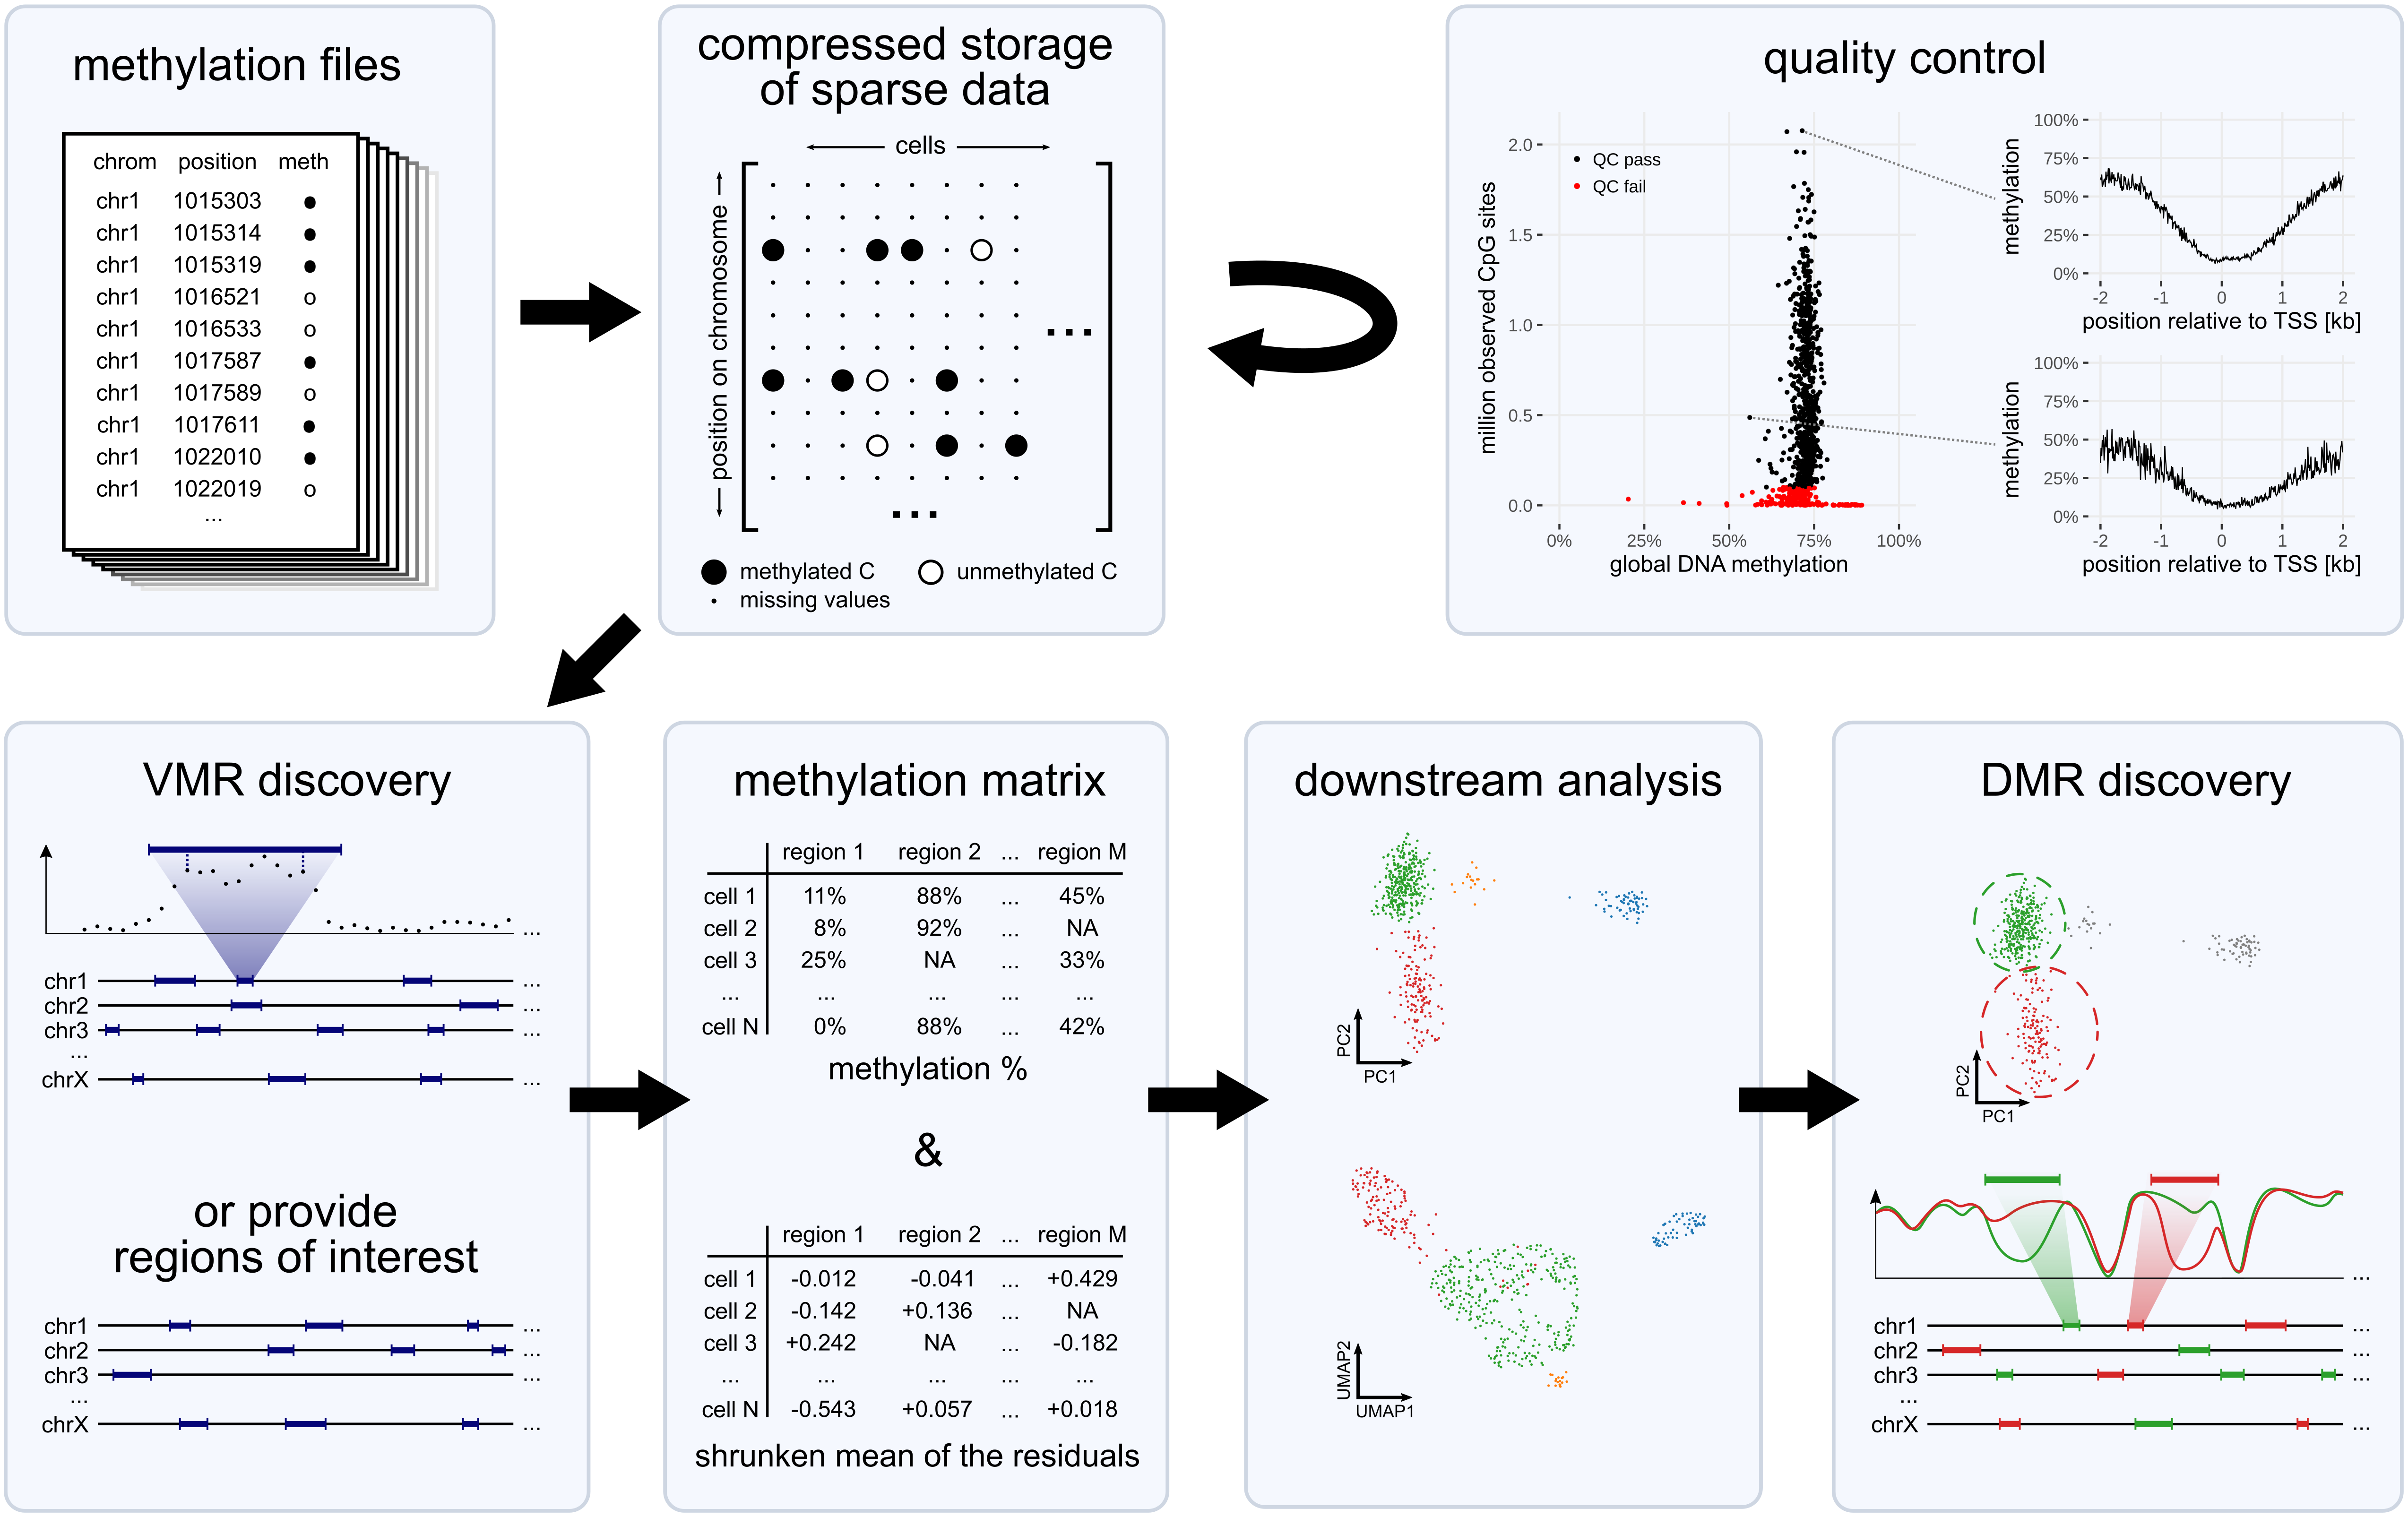 methylation files
chrom position meth
chr1 1015303 ●
chr1 1015314 ●
chr1 1015319 ●
chr1 1016521 o
chr1 1016533 o
chr1 1017587 ●
chr1 1017589 o
chr1 1017611 ●
chr1 1022010 ●
chr1 1022019 o
...
compressed storage
of sparse data
cells
position on chromosome
...
...
methylated C
unmethylated C
missing values
quality control
million observed CpG sites
2.0
1.5
1.0
0.5
0.0
QC pass
QC fail
0% 25% 50% 75% 100%
global DNA methylation
methylation
100%
75%
50%
25%
0%
-2 -1 0 1 2
position relative to TSS [kb]
methylation
100%
75%
50%
25%
0%
-2 -1 0 1 2
position relative to TSS [kb]
VMR discovery
...
chr1 ...
chr2 ...
chr3 ...
...
chrX ...
or provide
regions of interest
chr1 ...
chr2 ...
chr3 ...
...
chrX ...
methylation matrix
region 1 region 2 ... region M
cell 1 11% 88% ... 45%
cell 2 8% 92% ... NA
cell 3 25% NA ... 33%
... ... ... ... ...
cell N 0% 88% ... 42%
methylation %
&
region 1 region 2 ... region M
cell 1 -0.012 -0.041 ... +0.429
cell 2 -0.142 +0.136 ... NA
cell 3 +0.242 NA ... -0.182
... ... ... ... ...
cell N -0.543 +0.057 ... +0.018
shrunken mean of the residuals
downstream analysis
PC2
PC1
UMAP2
UMAP1
DMR discovery
PC2
PC1
...
chr1 ...
chr2 ...
chr3 ...
...
chrX ...